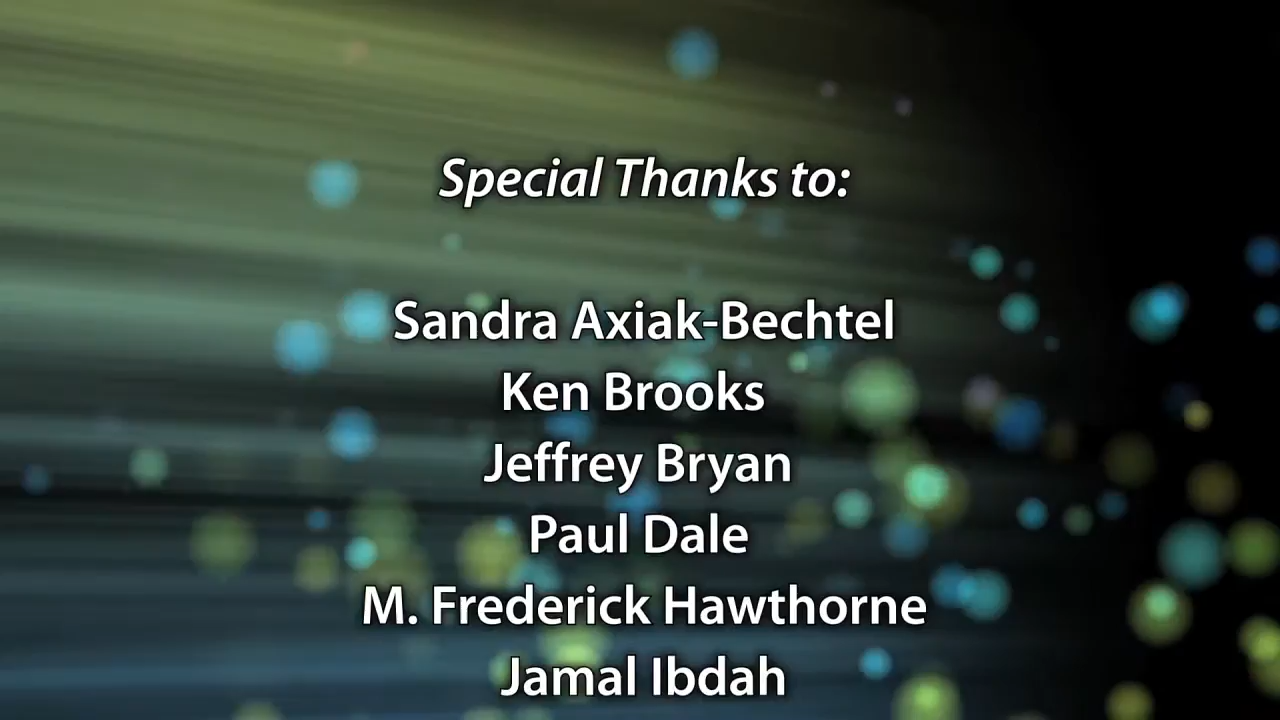 Special Thanks to:
Sandra Axiak-Bechtel
Ken Brooks
Jeffrey Bryan
Paul Dale
M. Frederick Hawthorne
Jamal Ibdah